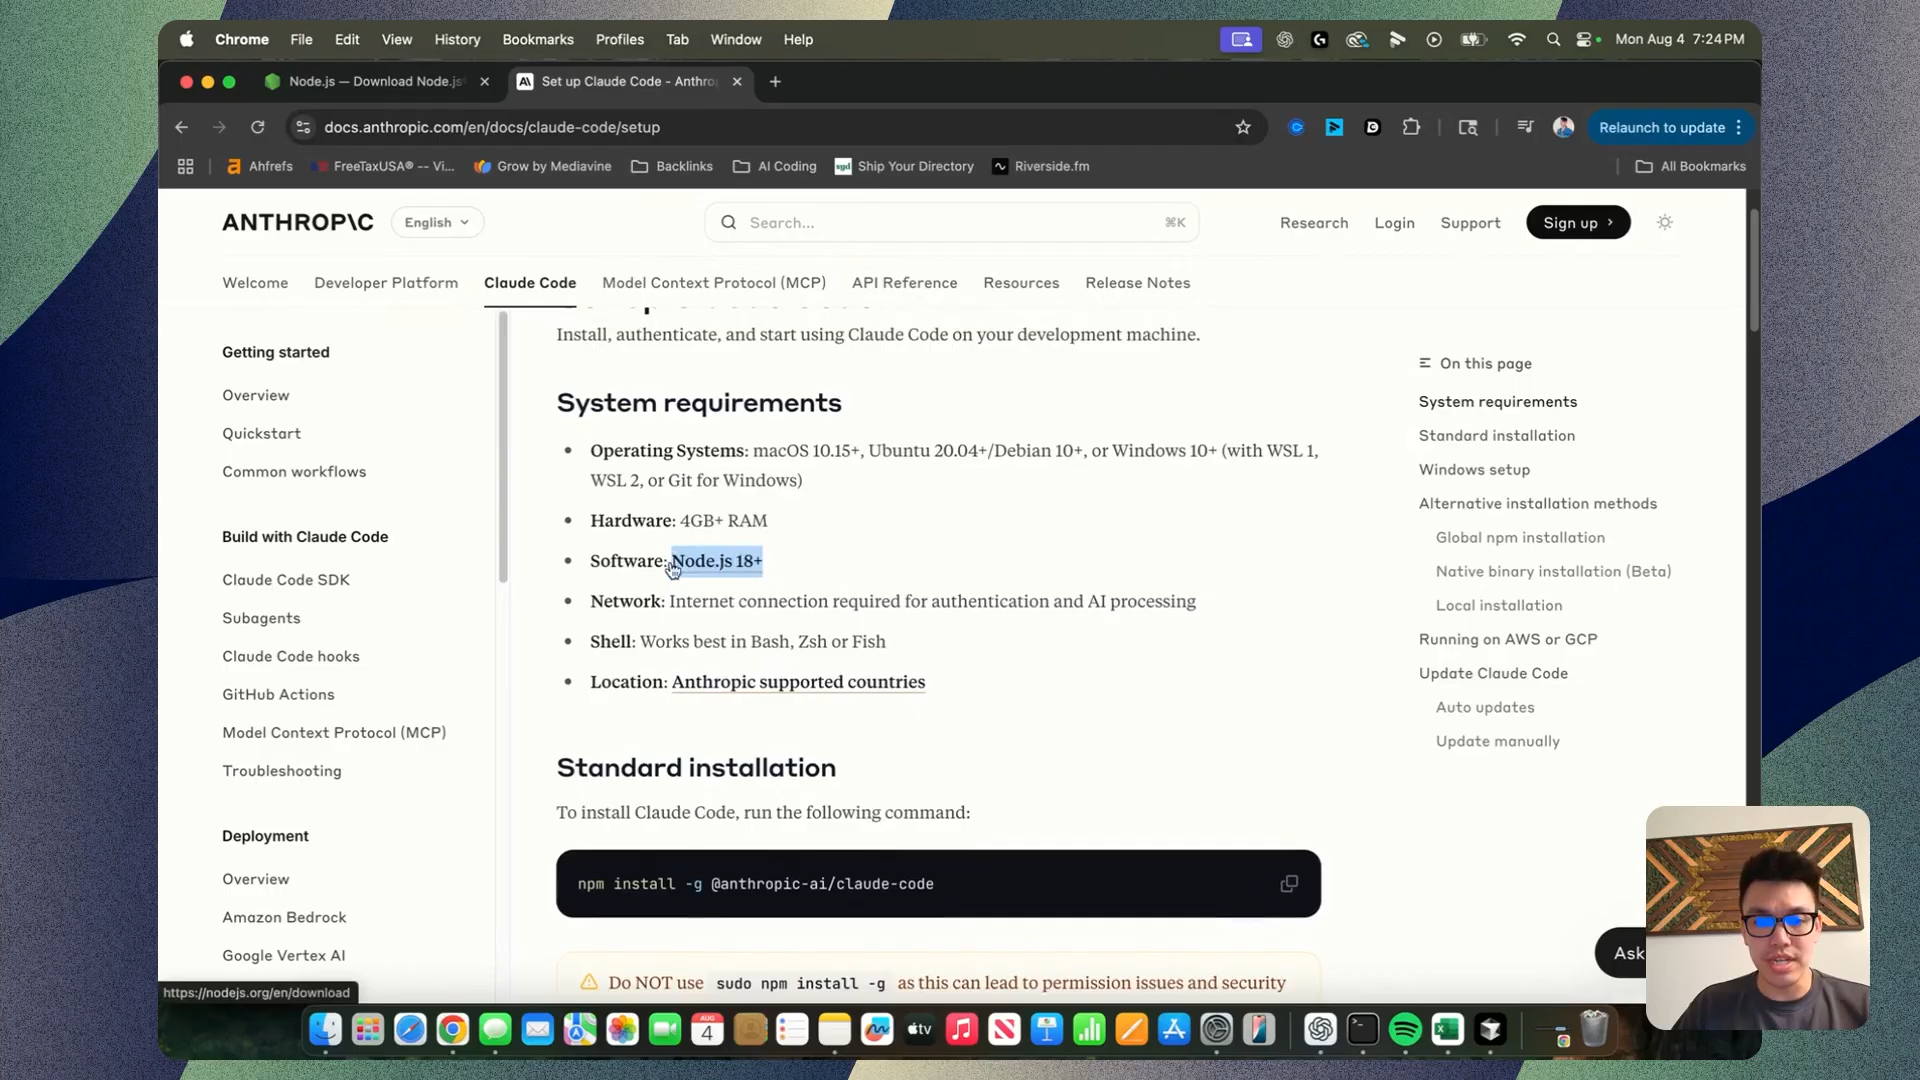 Chrome File Edit View History Bookmarks Profiles Tab Window Help Mon Aug 4 7:24 PM
Node.js — Download Node.js®
Set up Claude Code - Anthro
docs.anthropic.com/en/docs/claude-code/setup
Relaunch to update
Ahfrefs FreeTaxUSA® -- Vi... Grow by Mediavine Backlinks AI Coding Ship Your Directory Riverside.fm All Bookmarks
ANTHROP\C English Search... ⌘K Research Login Support Sign up
Welcome Developer Platform Claude Code Model Context Protocol (MCP) API Reference Resources Release Notes
Getting started
Overview
Quickstart
Common workflows
Build with Claude Code
Claude Code SDK
Subagents
Claude Code hooks
GitHub Actions
Model Context Protocol (MCP)
Troubleshooting
Deployment
Overview
Amazon Bedrock
Google Vertex AI
https://nodejs.org/en/download
Install, authenticate, and start using Claude Code on your development machine.
System requirements
• Operating Systems: macOS 10.15+, Ubuntu 20.04+/Debian 10+, or Windows 10+ (with WSL 1,
WSL 2, or Git for Windows)
• Hardware: 4GB+ RAM
• Software: Node.js 18+
• Network: Internet connection required for authentication and AI processing
• Shell: Works best in Bash, Zsh or Fish
• Location: Anthropic supported countries
Standard installation
To install Claude Code, run the following command:
npm install -g @anthropic-ai/claude-code
Do NOT use sudo npm install -g as this can lead to permission issues and security
On this page
System requirements
Standard installation
Windows setup
Alternative installation methods
Global npm installation
Native binary installation (Beta)
Local installation
Running on AWS or GCP
Update Claude Code
Auto updates
Update manually
Ask
AUG
4
tv